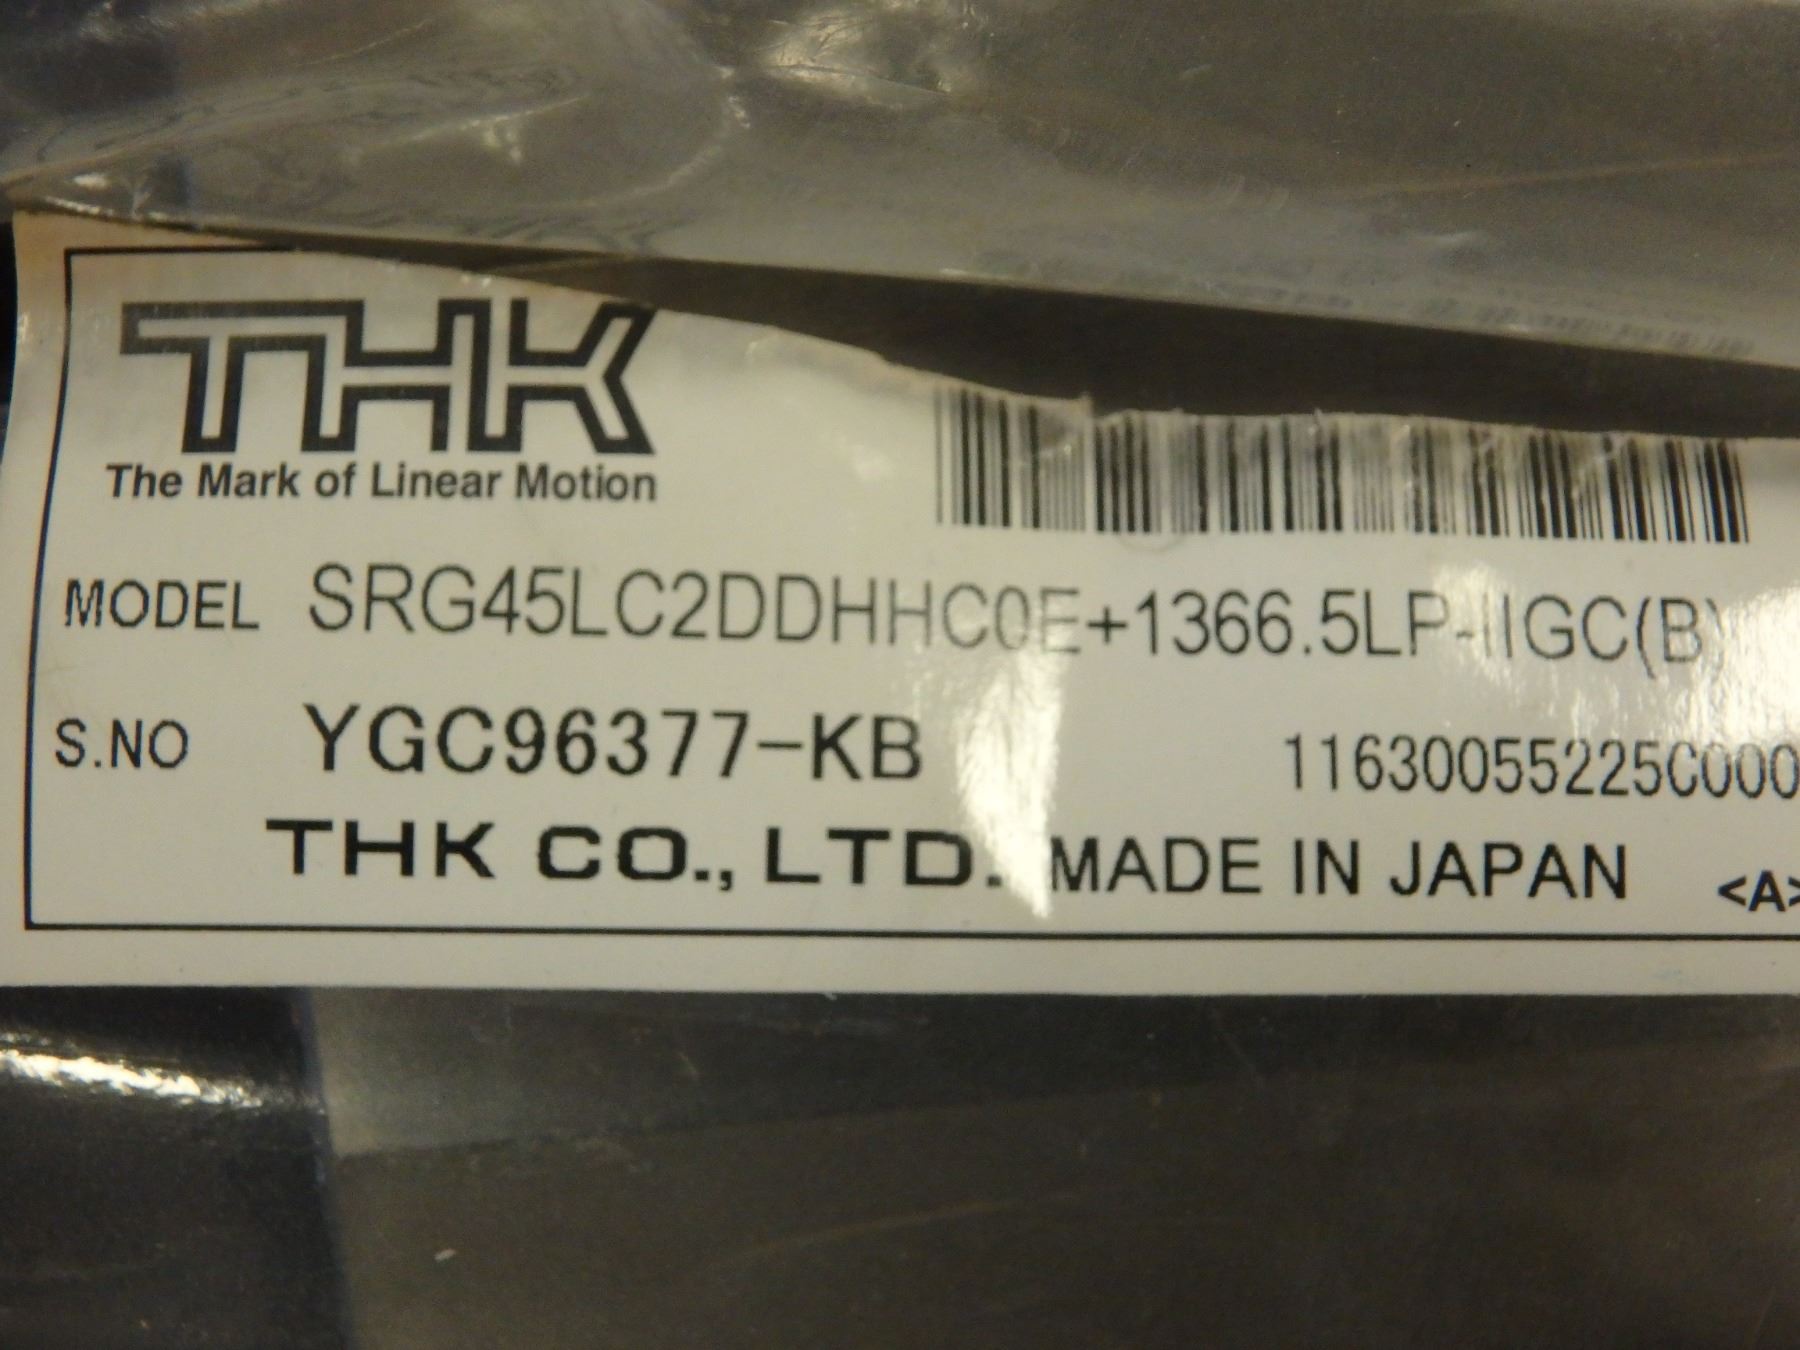 THK
The Mark of Linear Motion
MODEL SRG45LC2DDHHC0E+1366.5LP-IIGC(B)
S.NO YGC96377-KB 11630055225C000
THK CO., LTD. MADE IN JAPAN <A>